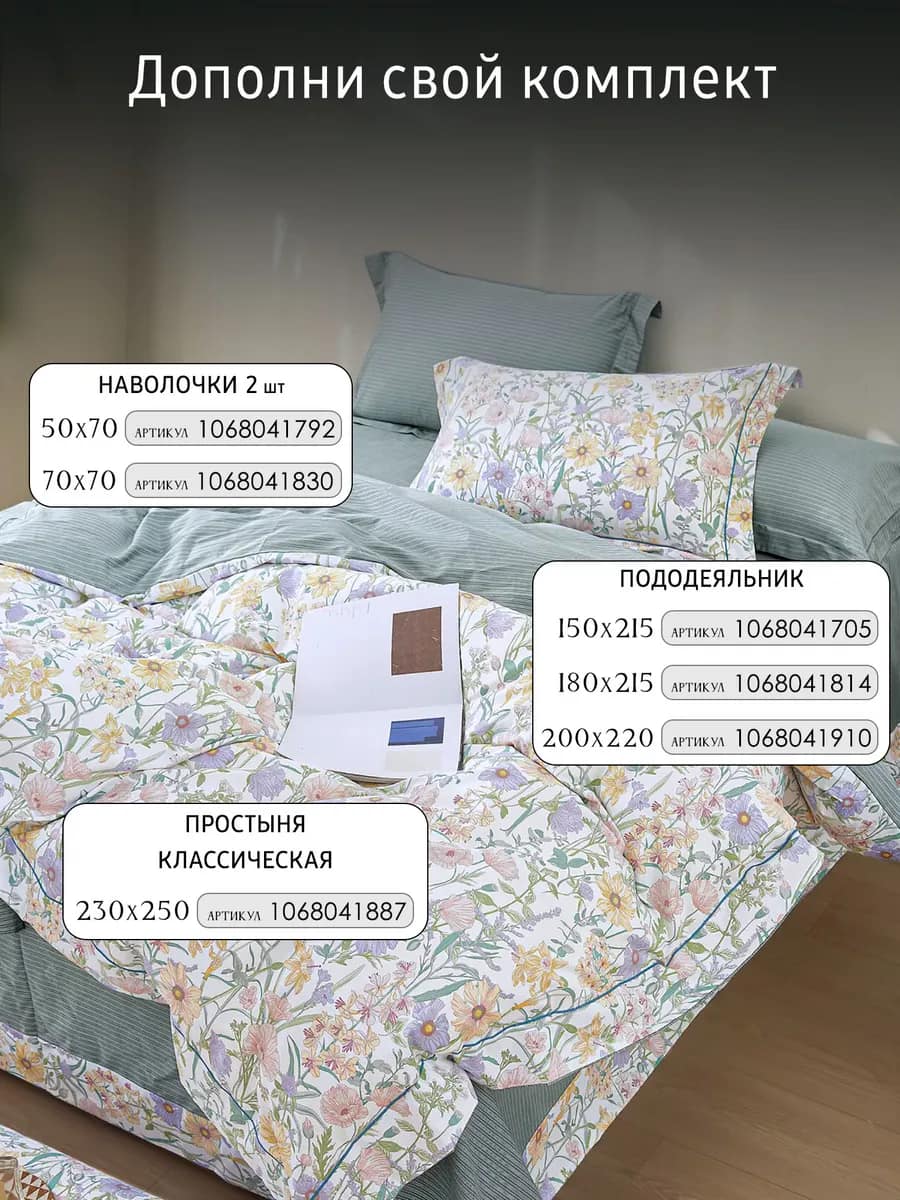 Дополни свой комплект
НАВОЛОЧКИ 2 шт
50x70 АРТИКУЛ 1068041792
70x70 АРТИКУЛ 1068041830
ПОДОДЕЯЛЬНИК
150x215 АРТИКУЛ 1068041705
180x215 АРТИКУЛ 1068041814
200x220 АРТИКУЛ 1068041910
ПРОСТЫНЯ
КЛАССИЧЕСКАЯ
230x250 АРТИКУЛ 1068041887